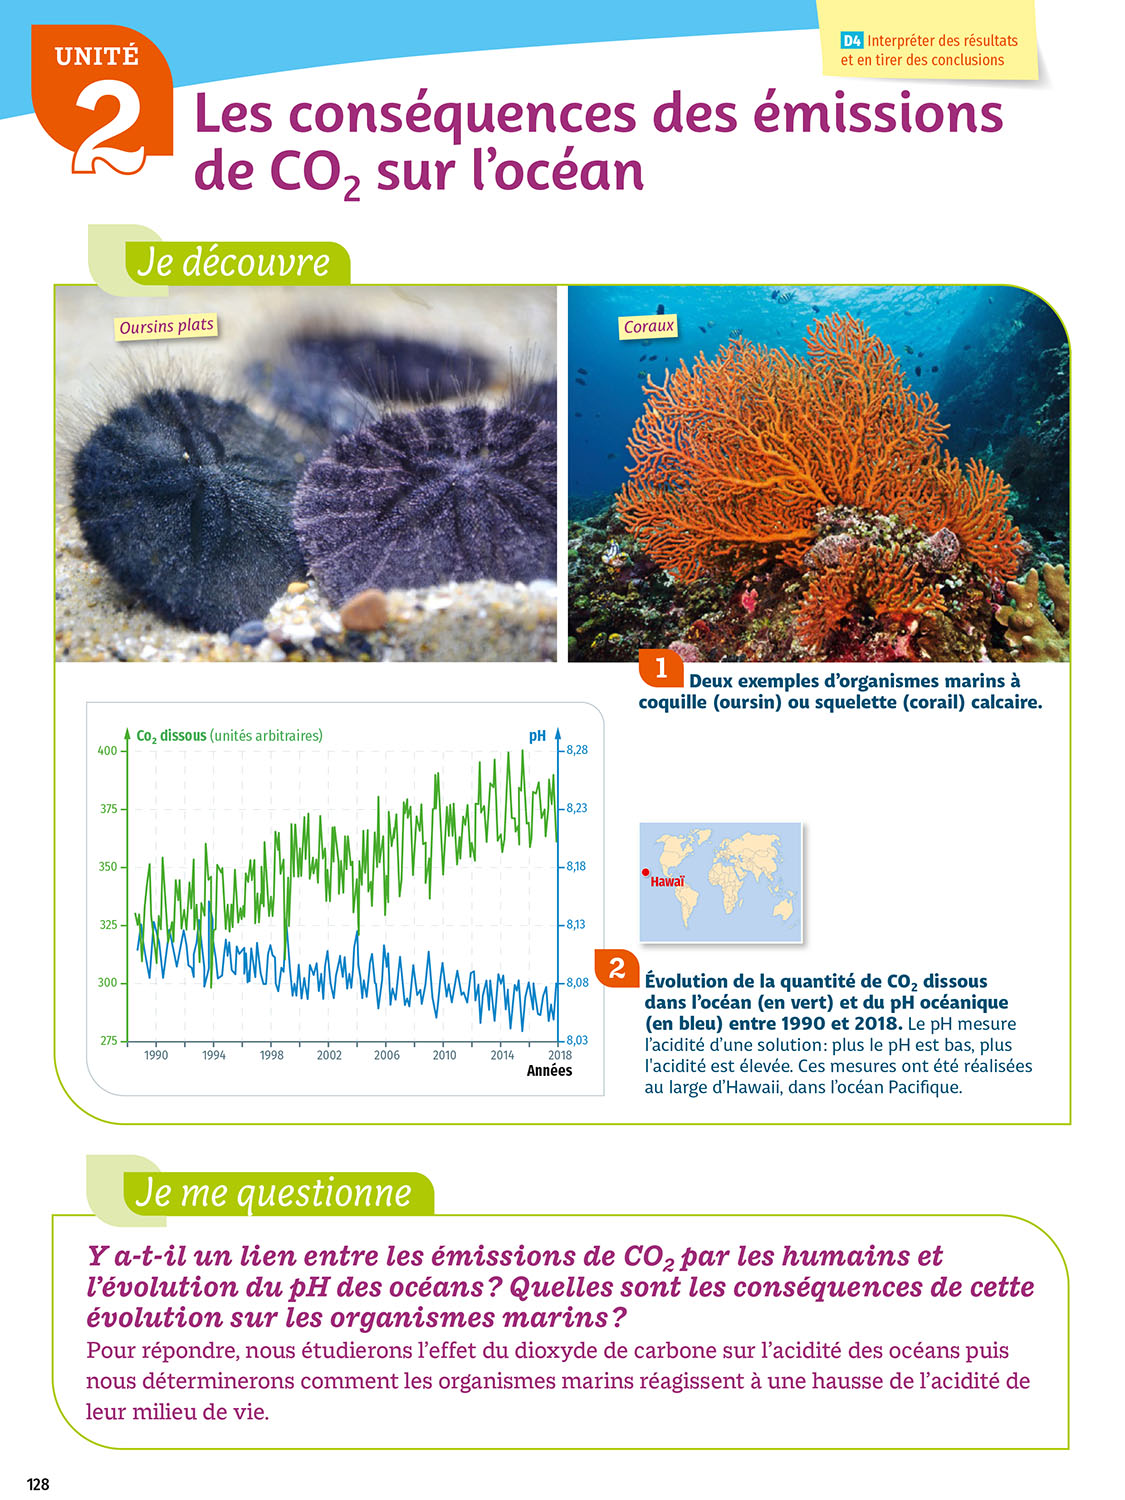 UNITÉ
2
D4 Interpréter des résultats
et en tirer des conclusions
Les conséquences des émissions
de CO₂ sur l’océan
Je découvre
Oursins plats
Coraux
1 Deux exemples d’organismes marins à
coquille (oursin) ou squelette (corail) calcaire.
Co₂ dissous (unités arbitraires)
pH
400
375
350
325
300
275
8,28
8,23
8,18
8,13
8,08
8,03
1990 1994 1998 2002 2006 2010 2014 2018
Années
Hawaï
2 Évolution de la quantité de CO₂ dissous
dans l’océan (en vert) et du pH océanique
(en bleu) entre 1990 et 2018. Le pH mesure
l’acidité d’une solution : plus le pH est bas, plus
l'acidité est élevée. Ces mesures ont été réalisées
au large d’Hawaii, dans l’océan Pacifique.
Je me questionne
Y a-t-il un lien entre les émissions de CO₂ par les humains et
l’évolution du pH des océans ? Quelles sont les conséquences de cette
évolution sur les organismes marins ?
Pour répondre, nous étudierons l’effet du dioxyde de carbone sur l’acidité des océans puis
nous déterminerons comment les organismes marins réagissent à une hausse de l’acidité de
leur milieu de vie.
128